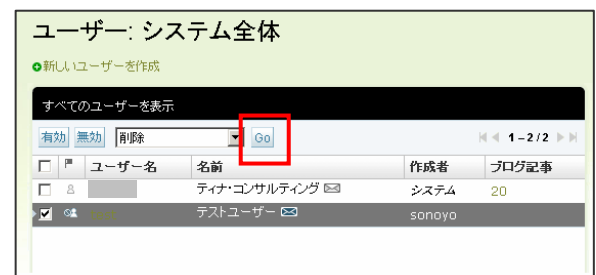 ユーザー: システム全体
新しいユーザーを作成
すべてのユーザーを表示
有効 無効 削除 Go 1-2/2
ユーザー名 名前 作成者 ブログ記事
ティナ・コンサルティング システム 20
テストユーザー sonoyo